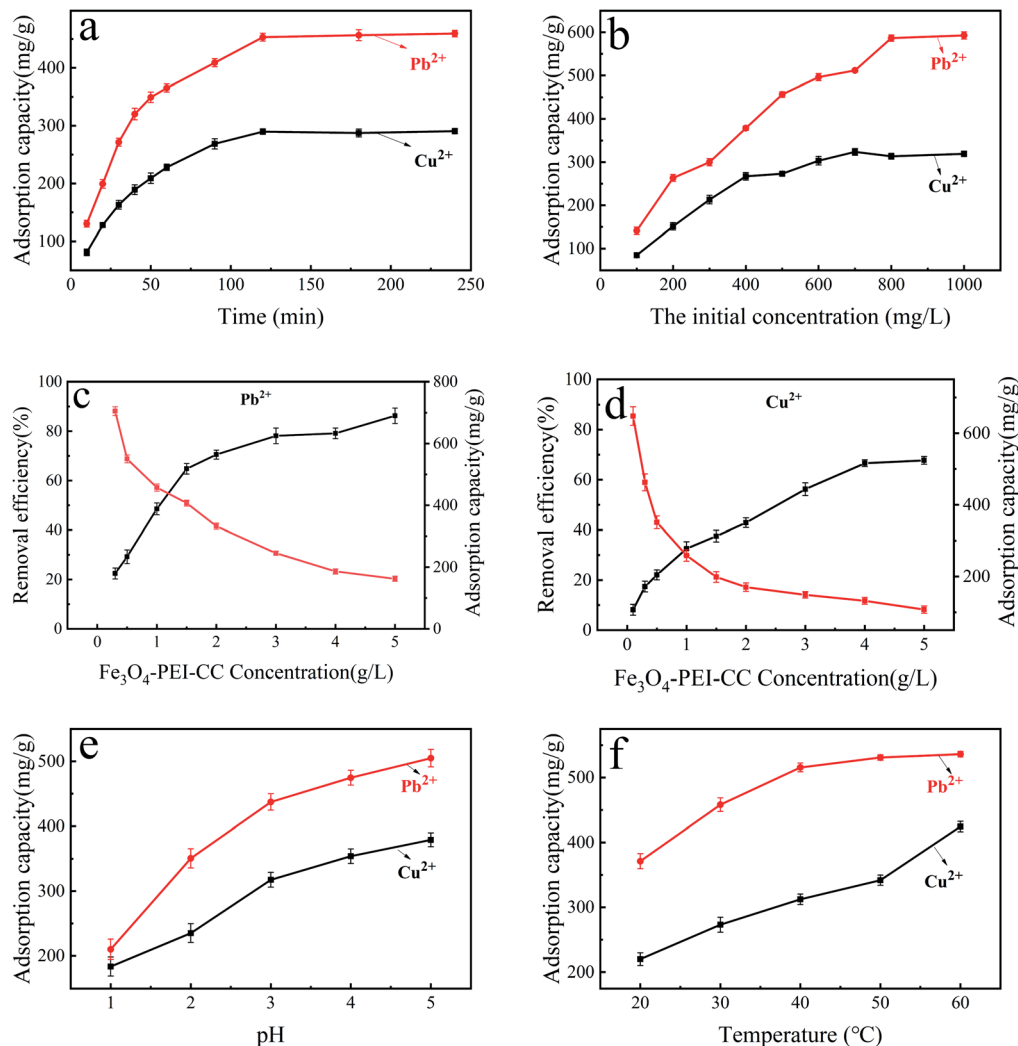 a
Adsorption capacity(mg/g)
400
300
200
100
Pb²⁺
Cu²⁺
0 50 100 150 200 250
Time (min)
b
Adsorption capacity(mg/g)
600
500
400
300
200
100
Pb²⁺
Cu²⁺
0 200 400 600 800 1000
The initial concentration (mg/L)
c
Pb²⁺
Removal efficiency(%)
100
80
60
40
20
0
Adsorption capacity(mg/g)
800
600
400
200
0
0 1 2 3 4 5
Fe₃O₄-PEI-CC Concentration(g/L)
d
Cu²⁺
Removal efficiency(%)
100
80
60
40
20
0
Adsorption capacity(mg/g)
600
400
200
0 1 2 3 4 5
Fe₃O₄-PEI-CC Concentration(g/L)
e
Adsorption capacity(mg/g)
500
400
300
200
Pb²⁺
Cu²⁺
1 2 3 4 5
pH
f
Adsorption capacity(mg/g)
500
400
300
200
Pb²⁺
Cu²⁺
20 30 40 50 60
Temperature (℃)